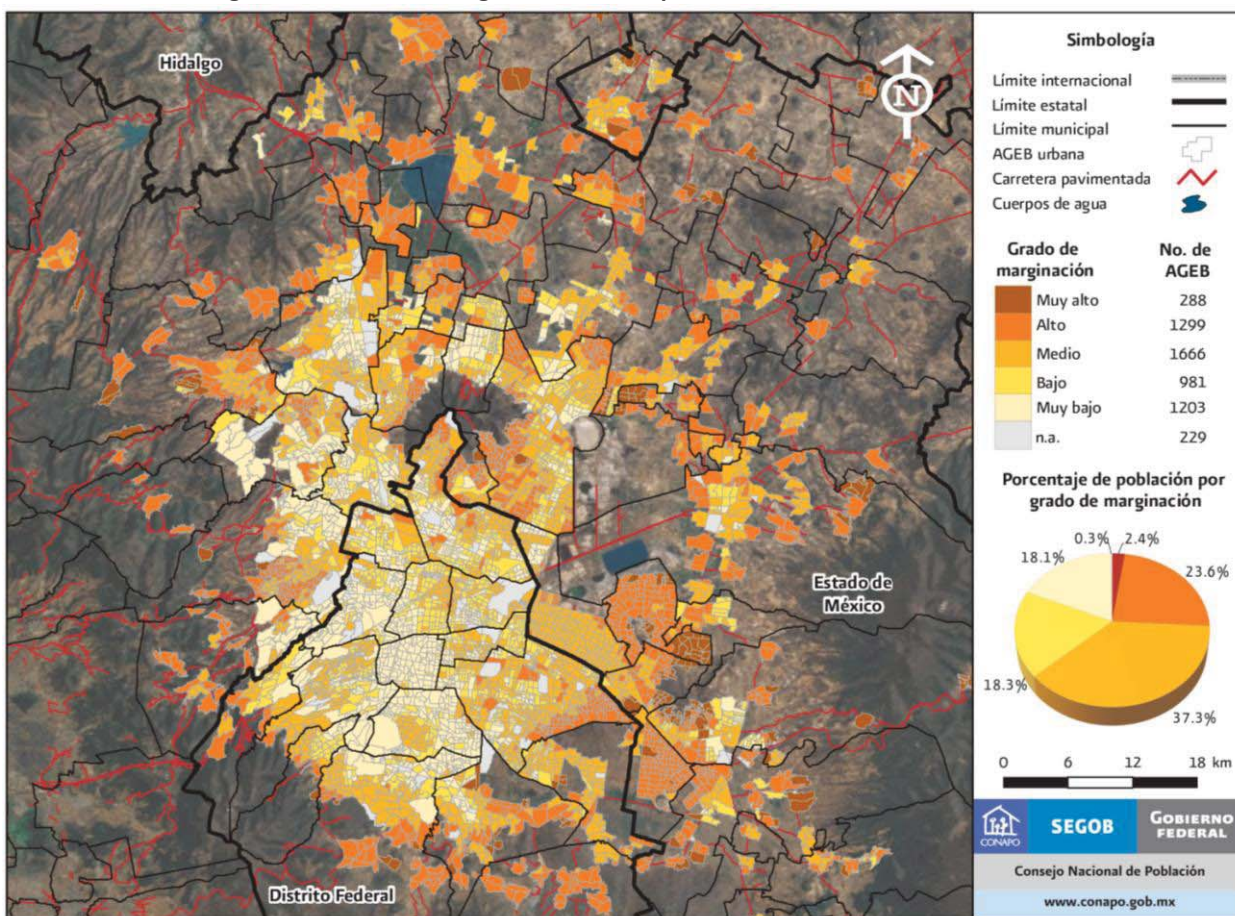 Hidalgo
N
Estado de
México
Distrito Federal
Simbología
Límite internacional
Límite estatal
Límite municipal
AGEB urbana
Carretera pavimentada
Cuerpos de agua
Grado de marginación No. de AGEB
Muy alto 288
Alto 1299
Medio 1666
Bajo 981
Muy bajo 1203
n.a. 229
Porcentaje de población por
grado de marginación
0.3% 2.4%
18.1% 23.6%
18.3% 37.3%
0 6 12 18 km
CONAPO SEGOB GOBIERNO FEDERAL
Consejo Nacional de Población
www.conapo.gob.mx